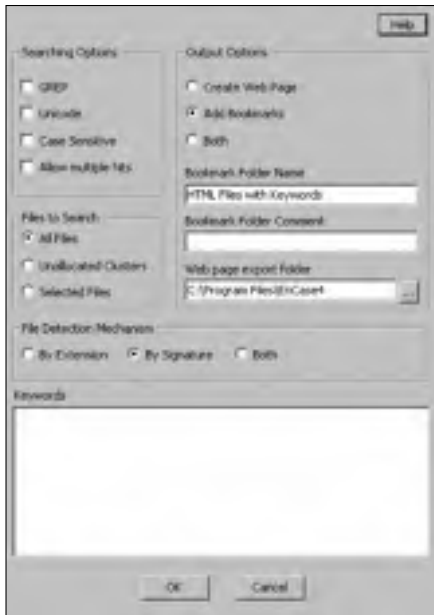 Help
Searching Options
GREP
Unicode
Case Sensitive
Allow multiple hits
Output Options
Create Web Page
Add Bookmarks
Both
Bookmark Folder Name
HTML Files with Keywords
Bookmark Folder Comment
Files to Search
All Files
Unallocated Clusters
Selected Files
Web page export folder
C:\Program Files\EnCase4
...
File Detection Mechanism
By Extension
By Signature
Both
Keywords
OK
Cancel